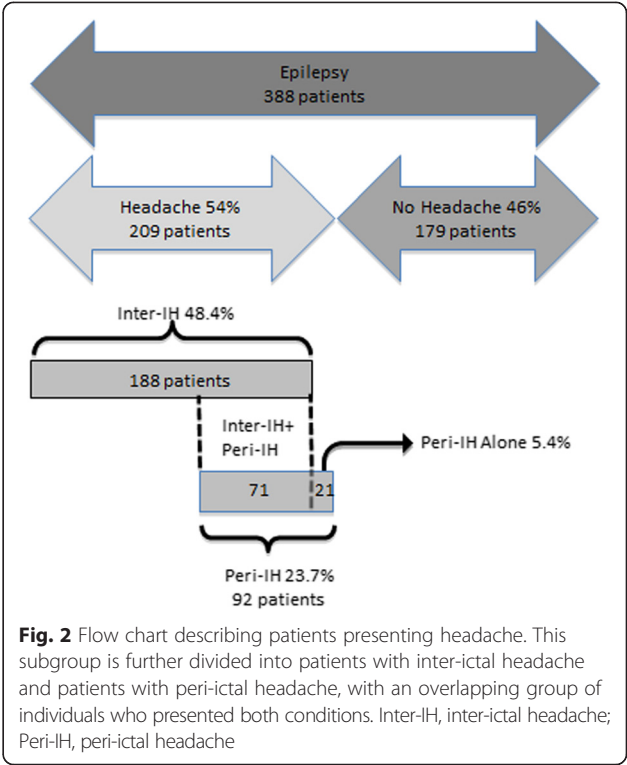 Epilepsy
388 patients
Headache 54%
209 patients
No Headache 46%
179 patients
Inter-IH 48.4%
188 patients
Inter-IH+
Peri-IH
Peri-IH Alone 5.4%
71
21
Peri-IH 23.7%
92 patients
Fig. 2 Flow chart describing patients presenting headache. This
subgroup is further divided into patients with inter-ictal headache
and patients with peri-ictal headache, with an overlapping group of
individuals who presented both conditions. Inter-IH, inter-ictal headache;
Peri-IH, peri-ictal headache